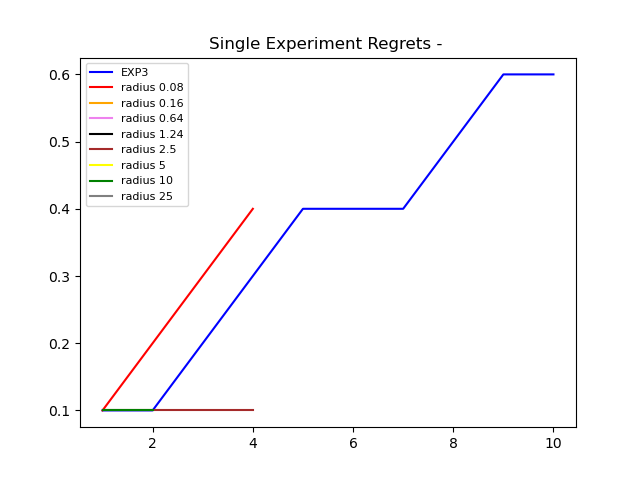 Single Experiment Regrets -
0.6
0.5
0.4
0.3
0.2
0.1
EXP3
radius 0.08
radius 0.16
radius 0.64
radius 1.24
radius 2.5
radius 5
radius 10
radius 25
2 4 6 8 10